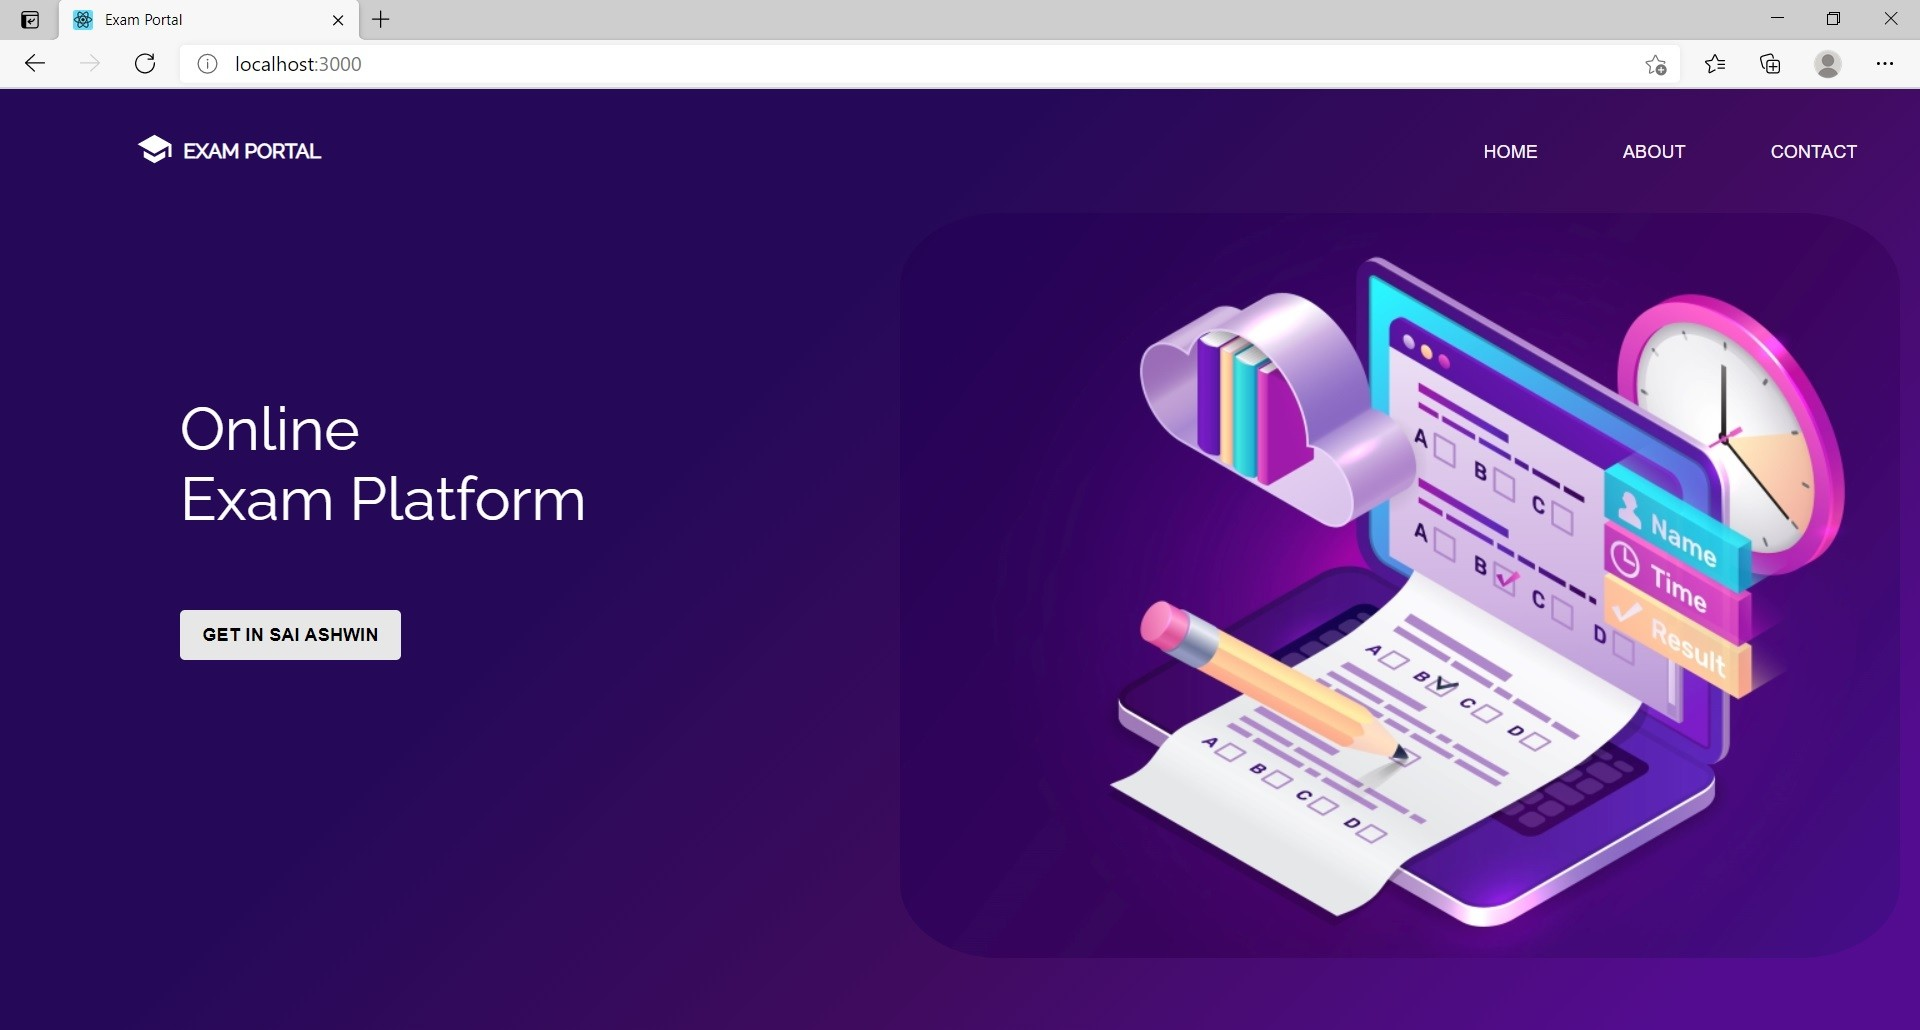 Exam Portal
localhost:3000
EXAM PORTAL
HOME
ABOUT
CONTACT
Online
Exam Platform
GET IN SAI ASHWIN
A
B
C
A
B
C
D
Name
Time
Result
A
B
C
D
A
B
C
D